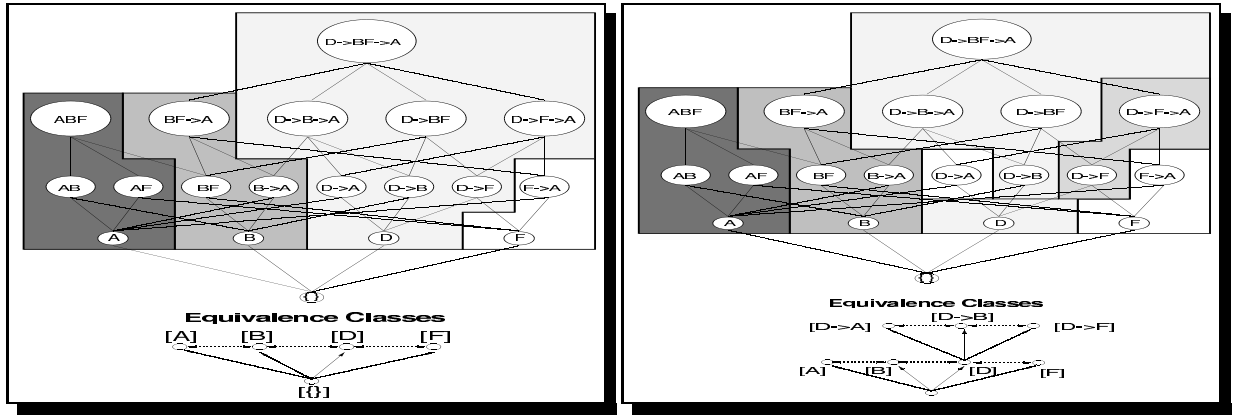 D->BF->A
ABF BF->A D->B->A D->BF D->F->A
AB AF BF B->A D->A D->B D->F F->A
A B D F
{}
Equivalence Classes
[A] [B] [D] [F]
[{}]
D->BF->A
ABF BF->A D->B->A D->BF D->F->A
AB AF BF B->A D->A D->B D->F F->A
A B D F
{}
Equivalence Classes
[D->B]
[D->A] [D->F]
[A] [B] [D] [F]